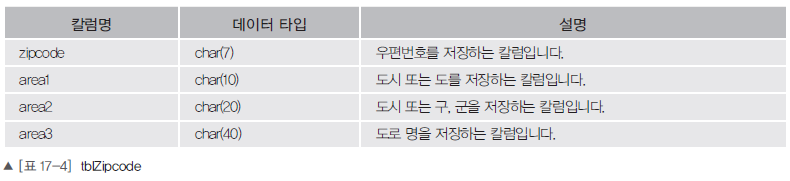 칼럼명 데이터 타입 설명
zipcode char(7) 우편번호를 저장하는 칼럼입니다.
area1 char(10) 도시 또는 도를 저장하는 칼럼입니다.
area2 char(20) 도시 또는 구, 군을 저장하는 칼럼입니다.
area3 char(40) 도로 명을 저장하는 칼럼입니다.
▲ [표 17-4] tblZipcode